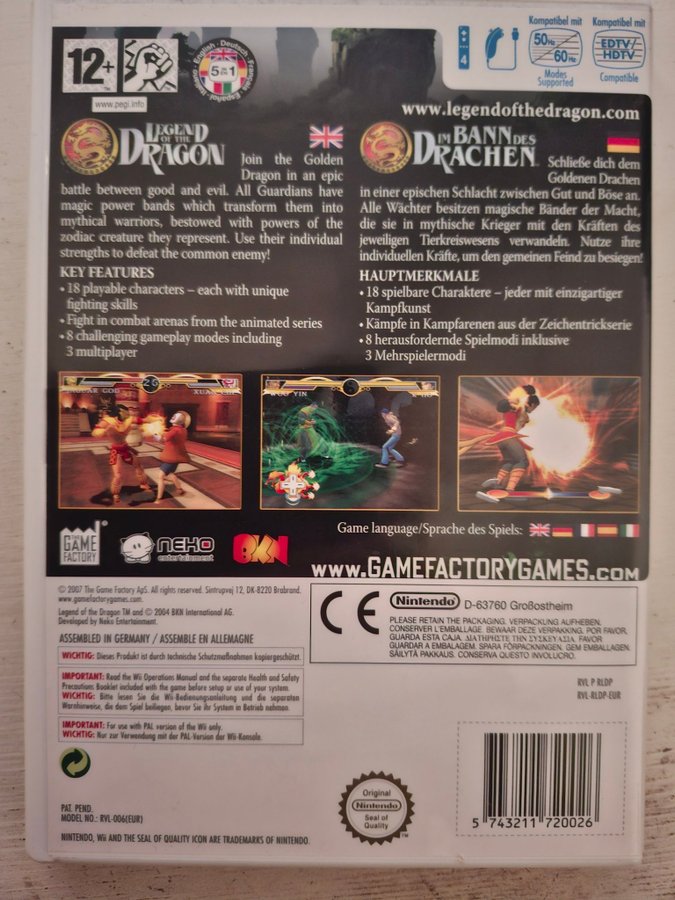 12+
www.pegi.info
English • Deutsch • Français • Español • Italiano
5 IN 1
4
Kompatibel mit
50Hz
60Hz
Modes
Supported
Kompatibel mit
EDTV/
HDTV
Compatible
www.legendofthedragon.com
LEGEND
OF THE
DRAGON
Join the Golden
Dragon in an epic
battle between good and evil. All Guardians have
magic power bands which transform them into
mythical warriors, bestowed with powers of the
zodiac creature they represent. Use their individual
strengths to defeat the common enemy!
KEY FEATURES
• 18 playable characters – each with unique
fighting skills
• Fight in combat arenas from the animated series
• 8 challenging gameplay modes including
3 multiplayer
IM BANN DES
DRACHEN
Schließe dich dem
Goldenen Drachen an
in einer epischen Schlacht zwischen Gut und Böse an.
Alle Wächter besitzen magische Bänder der Macht,
die sie in mythische Krieger mit den Kräften des
jeweiligen Tierkreiswesens verwandeln. Nutze ihre
individuellen Kräfte, um den gemeinen Feind zu besiegen!
HAUPTMERKMALE
• 18 spielbare Charaktere – jeder mit einzigartiger
Kampfkunst
• Kämpfe in Kampfarenen aus der Zeichentrickserie
• 8 herausfordernde Spielmodi inklusive
3 Mehrspielermodi
26
WOO YIN
THE
GAME
FACTORY
NEKO
entertainment
BKN
Game language/Sprache des Spiels:
www.GAMEFACTORYGAMES.com
© 2007 The Game Factory ApS. All rights reserved. Sintrupvej 12, DK-8220 Brabrand.
www.gamefactorygames.com.
Legend of the Dragon TM and © 2004 BKN International AG.
Developed by Neko Entertainment.
ASSEMBLED IN GERMANY / ASSEMBLE EN ALLEMAGNE
WICHTIG: Dieses Produkt ist durch technische Schutzmaßnahmen kopiergeschützt.
IMPORTANT: Read the Wii Operations Manual and the separate Health and Safety
Precautions Booklet included with the game before setup or use of your system.
WICHTIG: Bitte lesen Sie die Wii-Bedienungsanleitung und die separaten
Warnhinweise, die dem Spiel beiliegen, bevor Sie ihr System in Betrieb nehmen.
IMPORTANT: For use with PAL version of the Wii only.
WICHTIG: Nur zur Verwendung mit der PAL-Version der Wii-Konsole.
CE
Nintendo D-63760 Großostheim
PLEASE RETAIN THE PACKAGING. VERPACKUNG AUFHEBEN.
CONSERVER L'EMBALLAGE. BEWAAR DEZE VERPAKKING. POR FAVOR,
GUARDA ESTA CAJA. ΔΙΑΤΗΡΗΣΤΕ ΤΗΝ ΣΥΣΚΕΥΑΣΙΑ. FAVOR
GUARDAR A EMBALAGEM. SPARA FÖRPACKNINGEN. GEM EMBALLAGEN.
SÄILYTÄ PAKKAUS. CONSERVA QUESTO INVOLUCRO.
RVL P RLDP
RVL-RLDP-EUR
PAT. PEND.
MODEL NO.: RVL-006(EUR)
NINTENDO, Wii AND THE SEAL OF QUALITY ICON ARE TRADEMARKS OF NINTENDO.
Original
Nintendo
Seal of
Quality
TM
5 743211 720026